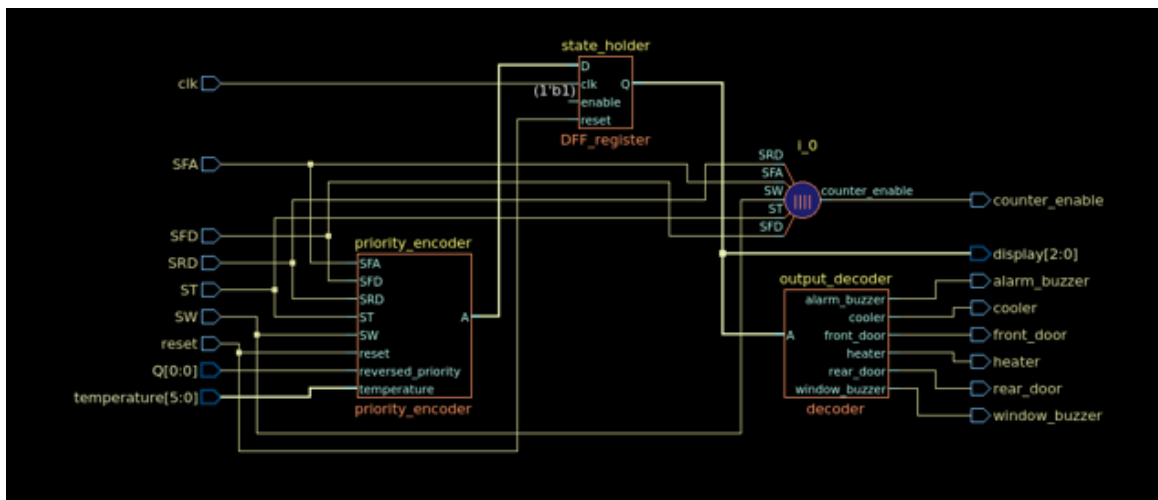 state_holder
D
clk
clk Q
(1'b1)
enable
reset
DFF_register
i_0
SFA
SRD
SFA
SW
counter_enable
counter_enable
ST
SFD
SFD
priority_encoder
display[2:0]
SRD
SFA
output_decoder
alarm_buzzer
SFD
alarm_buzzer
ST
SRD
cooler
cooler
SW
ST
A
A
front_door
front_door
SW
reset
reset
heater
heater
Q[0:0]
reversed_priority
rear_door
rear_door
temperature[5:0]
temperature
window_buzzer
window_buzzer
priority_encoder
decoder